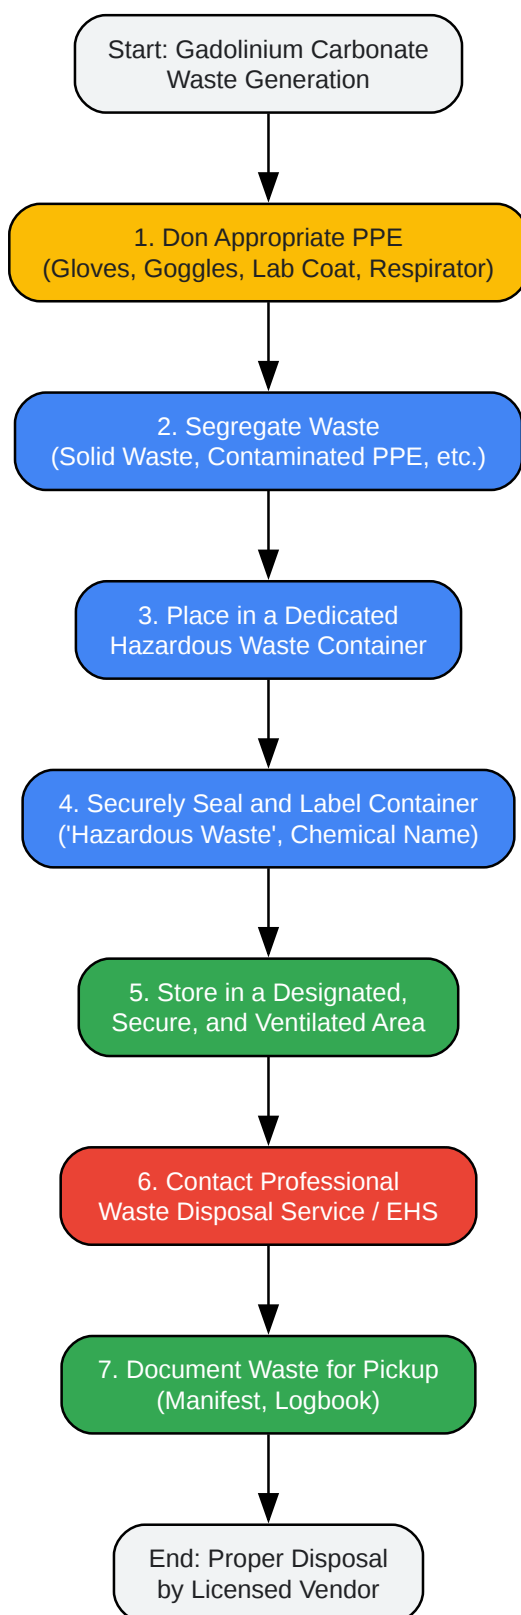 Start: Gadolinium Carbonate
Waste Generation
1. Don Appropriate PPE
(Gloves, Goggles, Lab Coat, Respirator)
2. Segregate Waste
(Solid Waste, Contaminated PPE, etc.)
3. Place in a Dedicated
Hazardous Waste Container
4. Securely Seal and Label Container
('Hazardous Waste', Chemical Name)
5. Store in a Designated,
Secure, and Ventilated Area
6. Contact Professional
Waste Disposal Service / EHS
7. Document Waste for Pickup
(Manifest, Logbook)
End: Proper Disposal
by Licensed Vendor